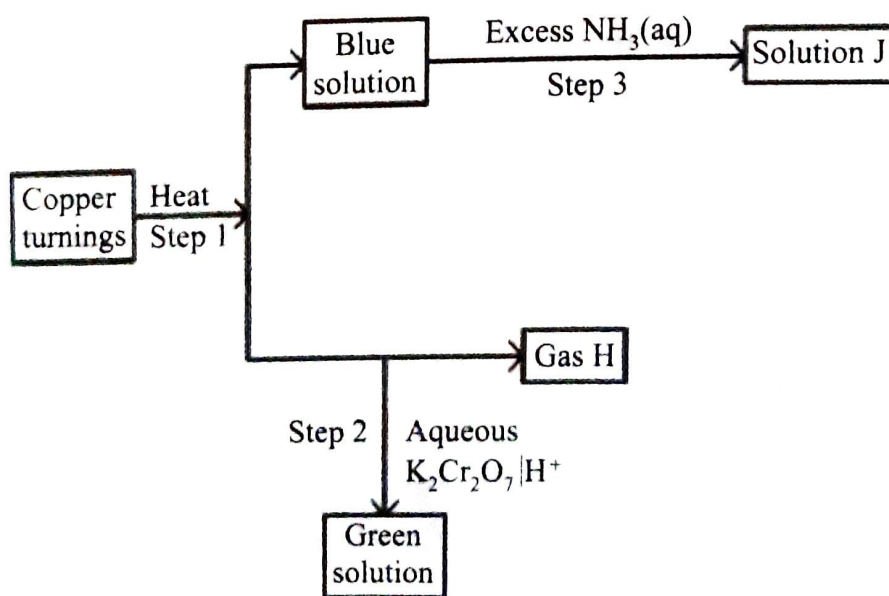 Blue
solution
Excess NH₃(aq)
Step 3
Solution J
Copper
turnings
Heat
Step 1
Gas H
Step 2
Aqueous
K₂Cr₂O₇|H⁺
Green
solution